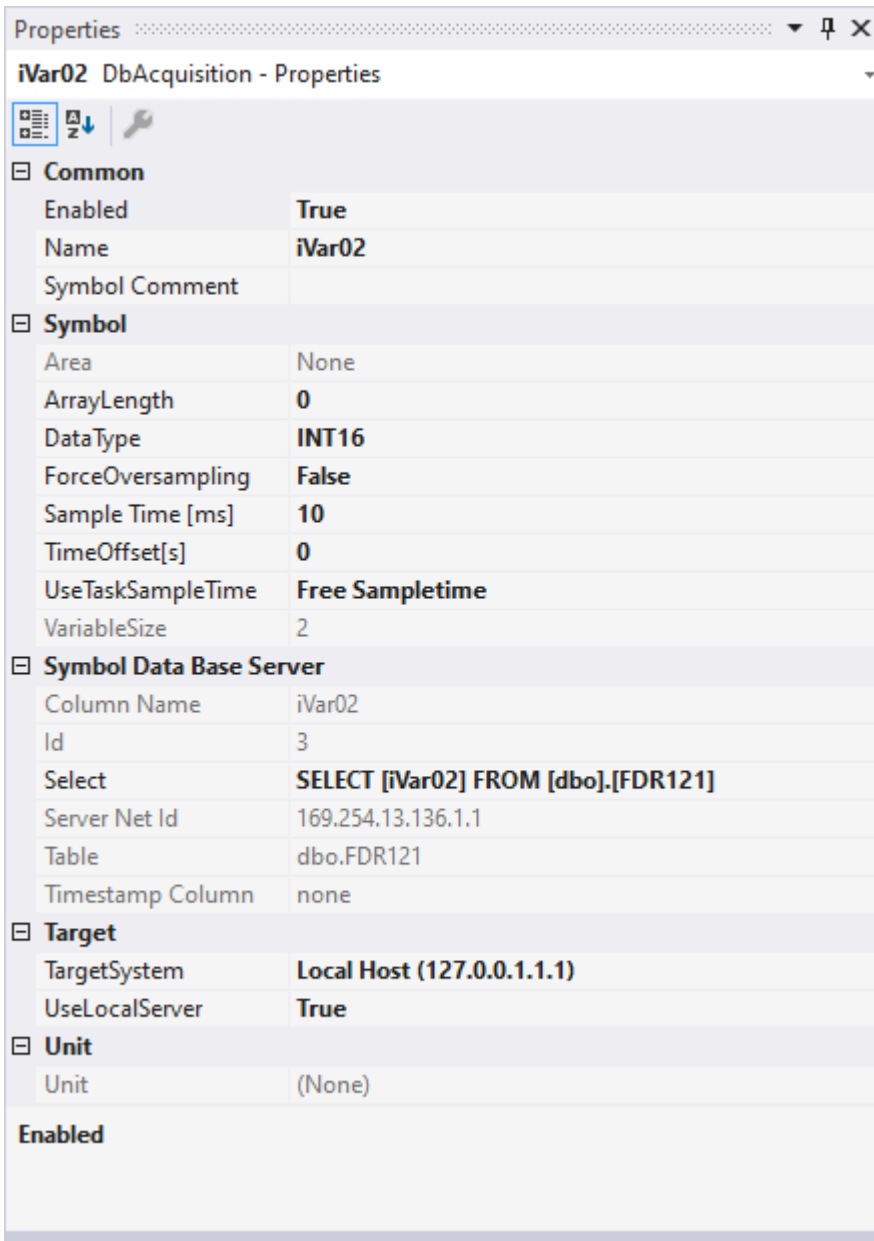 Properties
iVar02 DbAcquisition - Properties
Common
Enabled True
Name iVar02
Symbol Comment
Symbol
Area None
ArrayLength 0
DataType INT16
ForceOversampling False
Sample Time [ms] 10
TimeOffset[s] 0
UseTaskSampleTime Free Sampletime
VariableSize 2
Symbol Data Base Server
Column Name iVar02
Id 3
Select SELECT [iVar02] FROM [dbo].[FDR121]
Server Net Id 169.254.13.136.1.1
Table dbo.FDR121
Timestamp Column none
Target
TargetSystem Local Host (127.0.0.1.1.1)
UseLocalServer True
Unit
Unit (None)
Enabled